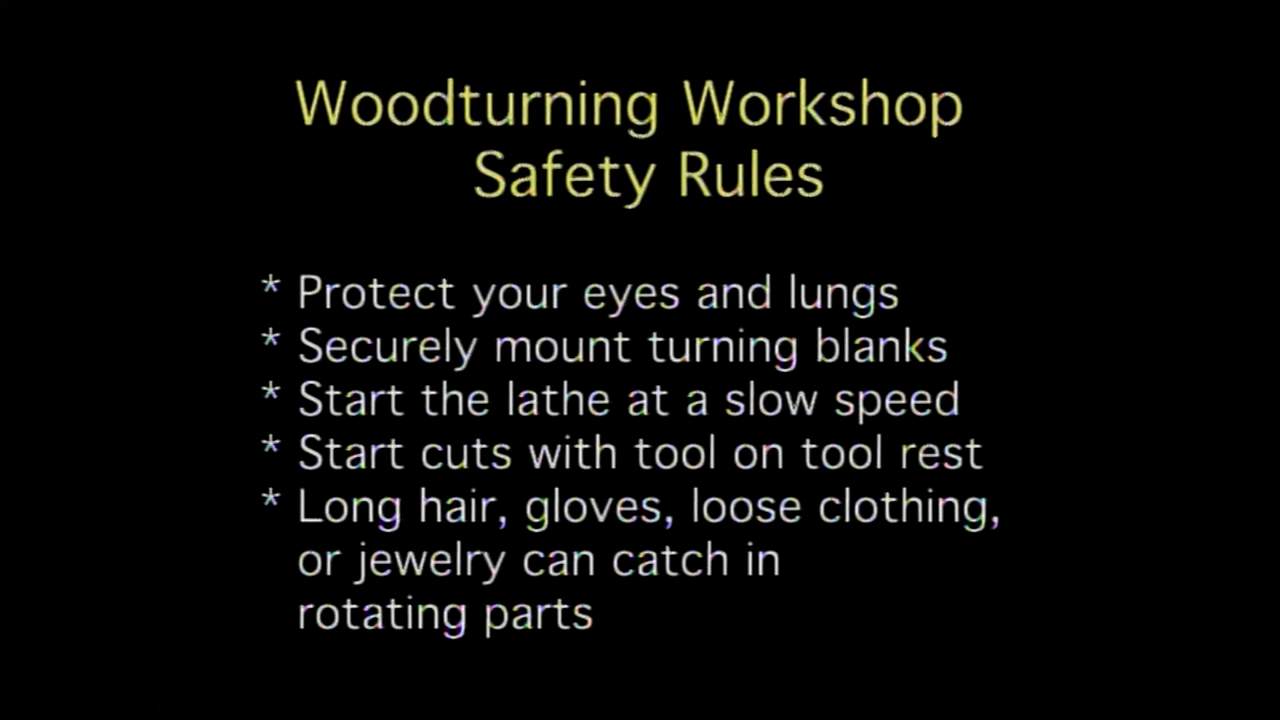 Woodturning Workshop
Safety Rules
* Protect your eyes and lungs
* Securely mount turning blanks
* Start the lathe at a slow speed
* Start cuts with tool on tool rest
* Long hair, gloves, loose clothing,
or jewelry can catch in
rotating parts